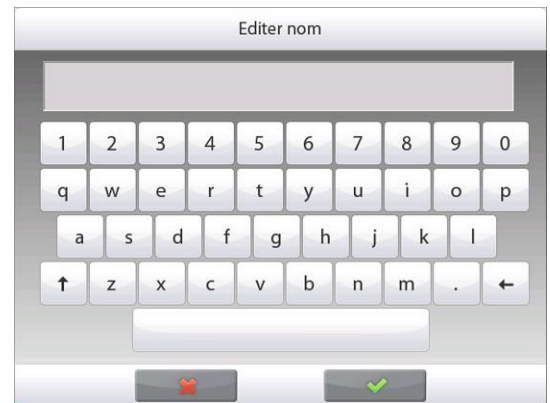 Editer nom
1 2 3 4 5 6 7 8 9 0
q w e r t y u i o p
a s d f g h j k l
↑ z x c v b n m . ←